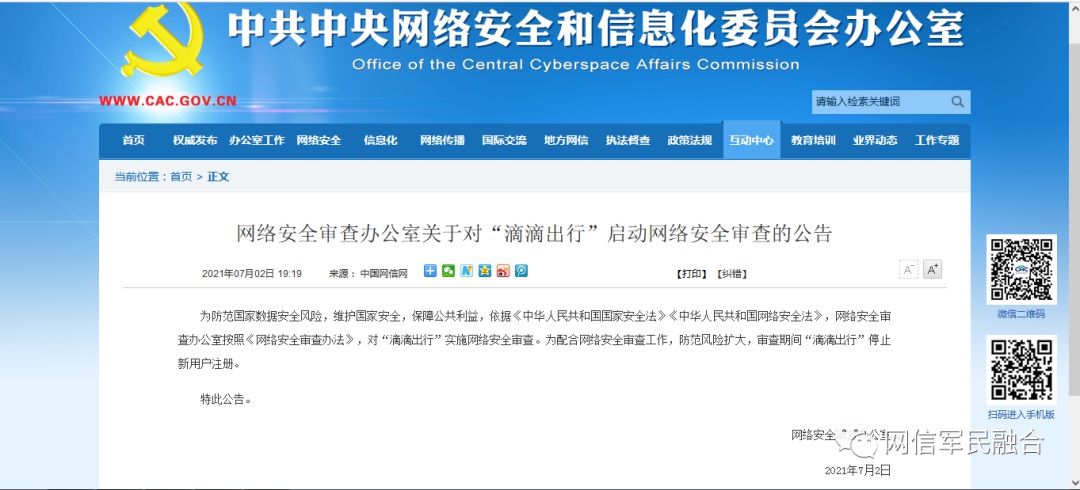 中共中央网络安全和信息化委员会办公室
Office of the Central Cyberspace Affairs Commission
WWW.CAC.GOV.CN
请输入检索关键词
首页 权威发布 办公室工作 网络安全 信息化 网络传播 国际交流 地方网信 执法督查 政策法规 互动中心 教育培训 业界动态 工作专题
当前位置：首页 > 正文
网络安全审查办公室关于对“滴滴出行”启动网络安全审查的公告
2021年07月02日 19:19 来源： 中国网信网 【打印】 【纠错】 A- A+
为防范国家数据安全风险，维护国家安全，保障公共利益，依据《中华人民共和国国家安全法》《中华人民共和国网络安全法》，网络安全审
查办公室按照《网络安全审查办法》，对“滴滴出行”实施网络安全审查。为配合网络安全审查工作，防范风险扩大，审查期间“滴滴出行”停止
新用户注册。
特此公告。
网络安全
公室
2021年7月2日
微信二维码
扫码进入手机版
网信军民融合